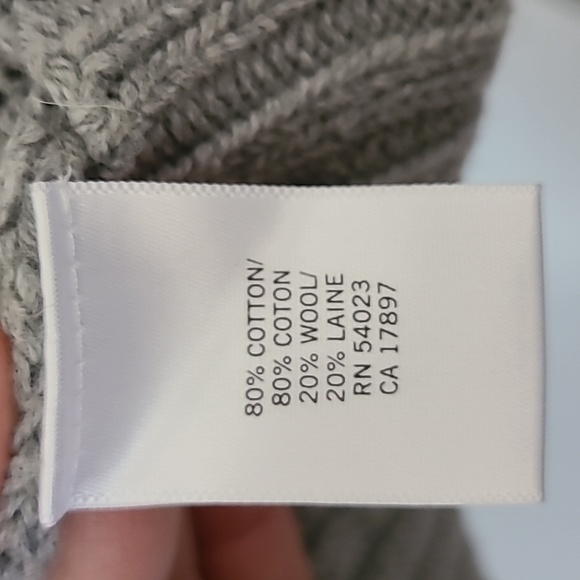 80% COTTON/
80% COTON
20% WOOL/
20% LAINE
RN 54023
CA 17897